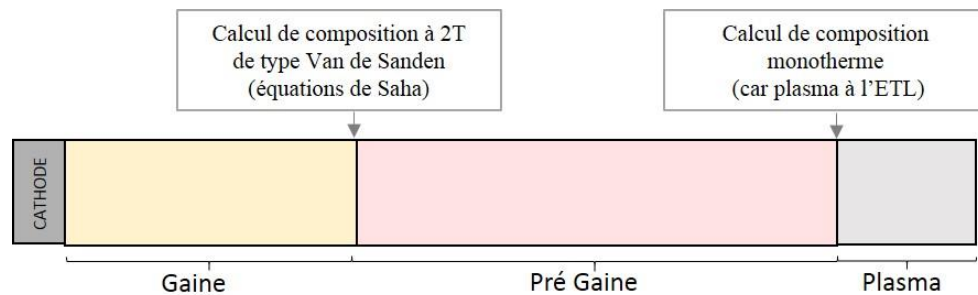 Calcul de composition à 2T
de type Van de Sanden
(équations de Saha)
Calcul de composition
monotherme
(car plasma à l’ETL)
CATHODE
Gaine
Pré Gaine
Plasma